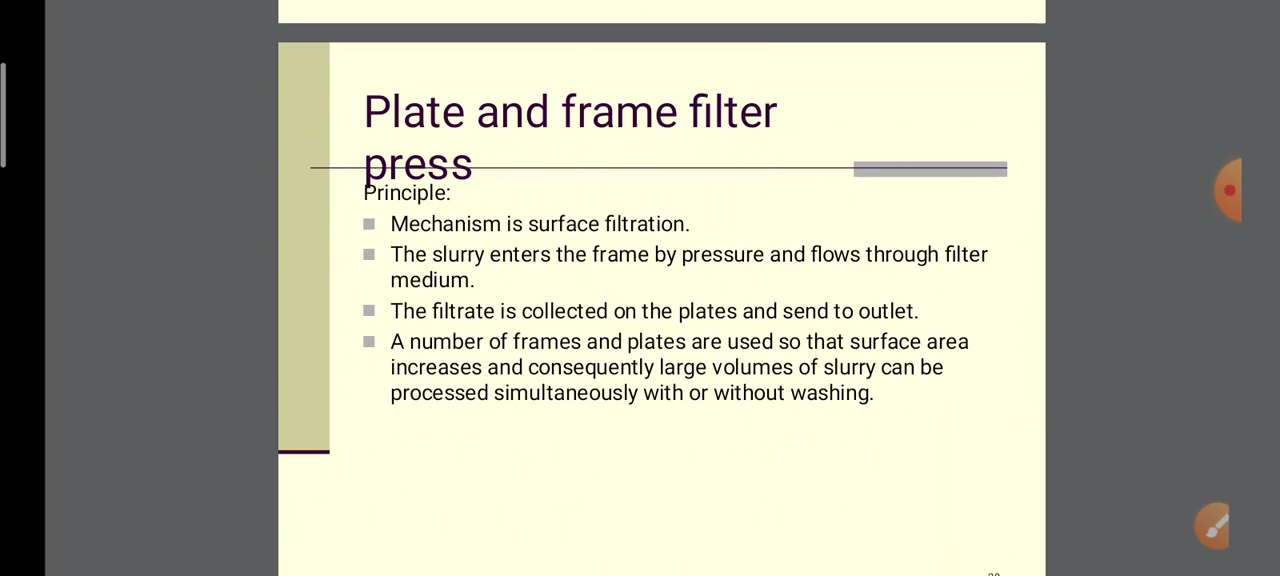 Plate and frame filter
press
Principle:
Mechanism is surface filtration.
The slurry enters the frame by pressure and flows through filter
medium.
The filtrate is collected on the plates and send to outlet.
A number of frames and plates are used so that surface area
increases and consequently large volumes of slurry can be
processed simultaneously with or without washing.